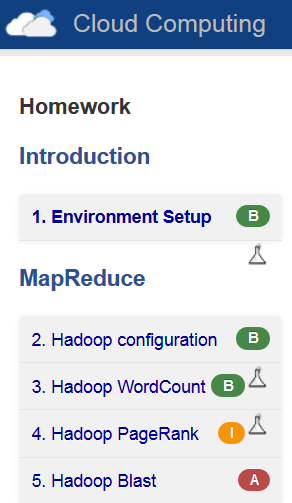 Cloud Computing
Homework
Introduction
1. Environment Setup B
MapReduce
2. Hadoop configuration B
3. Hadoop WordCount B
4. Hadoop PageRank I
5. Hadoop Blast A